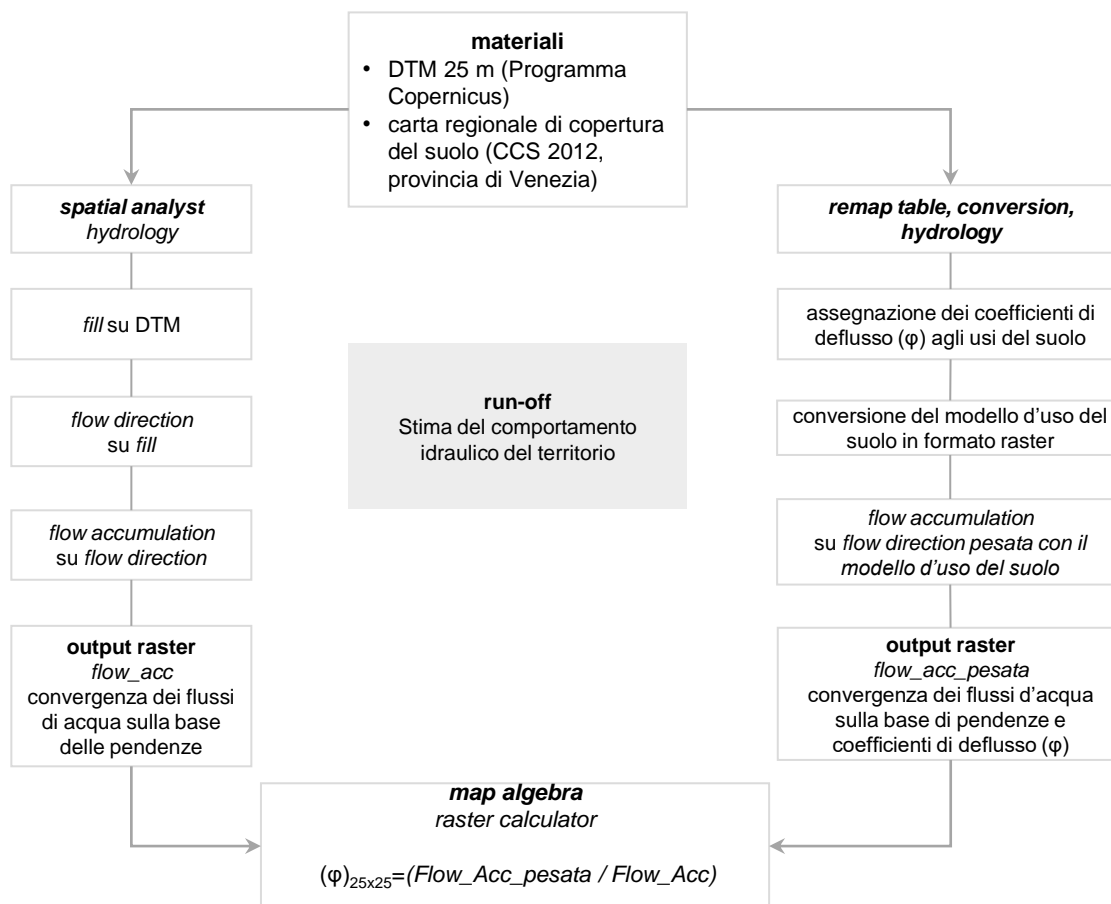 materiali
• DTM 25 m (Programma
Copernicus)
• carta regionale di copertura
del suolo (CCS 2012,
provincia di Venezia)
spatial analyst
hydrology
fill su DTM
flow direction
su fill
flow accumulation
su flow direction
output raster
flow_acc
convergenza dei flussi
di acqua sulla base
delle pendenze
run-off
Stima del comportamento
idraulico del territorio
remap table, conversion,
hydrology
assegnazione dei coefficienti di
deflusso (φ) agli usi del suolo
conversione del modello d’uso del
suolo in formato raster
flow accumulation
su flow direction pesata con il
modello d’uso del suolo
output raster
flow_acc_pesata
convergenza dei flussi d’acqua
sulla base di pendenze e
coefficienti di deflusso (φ)
map algebra
raster calculator
(φ)25x25=(Flow_Acc_pesata / Flow_Acc)